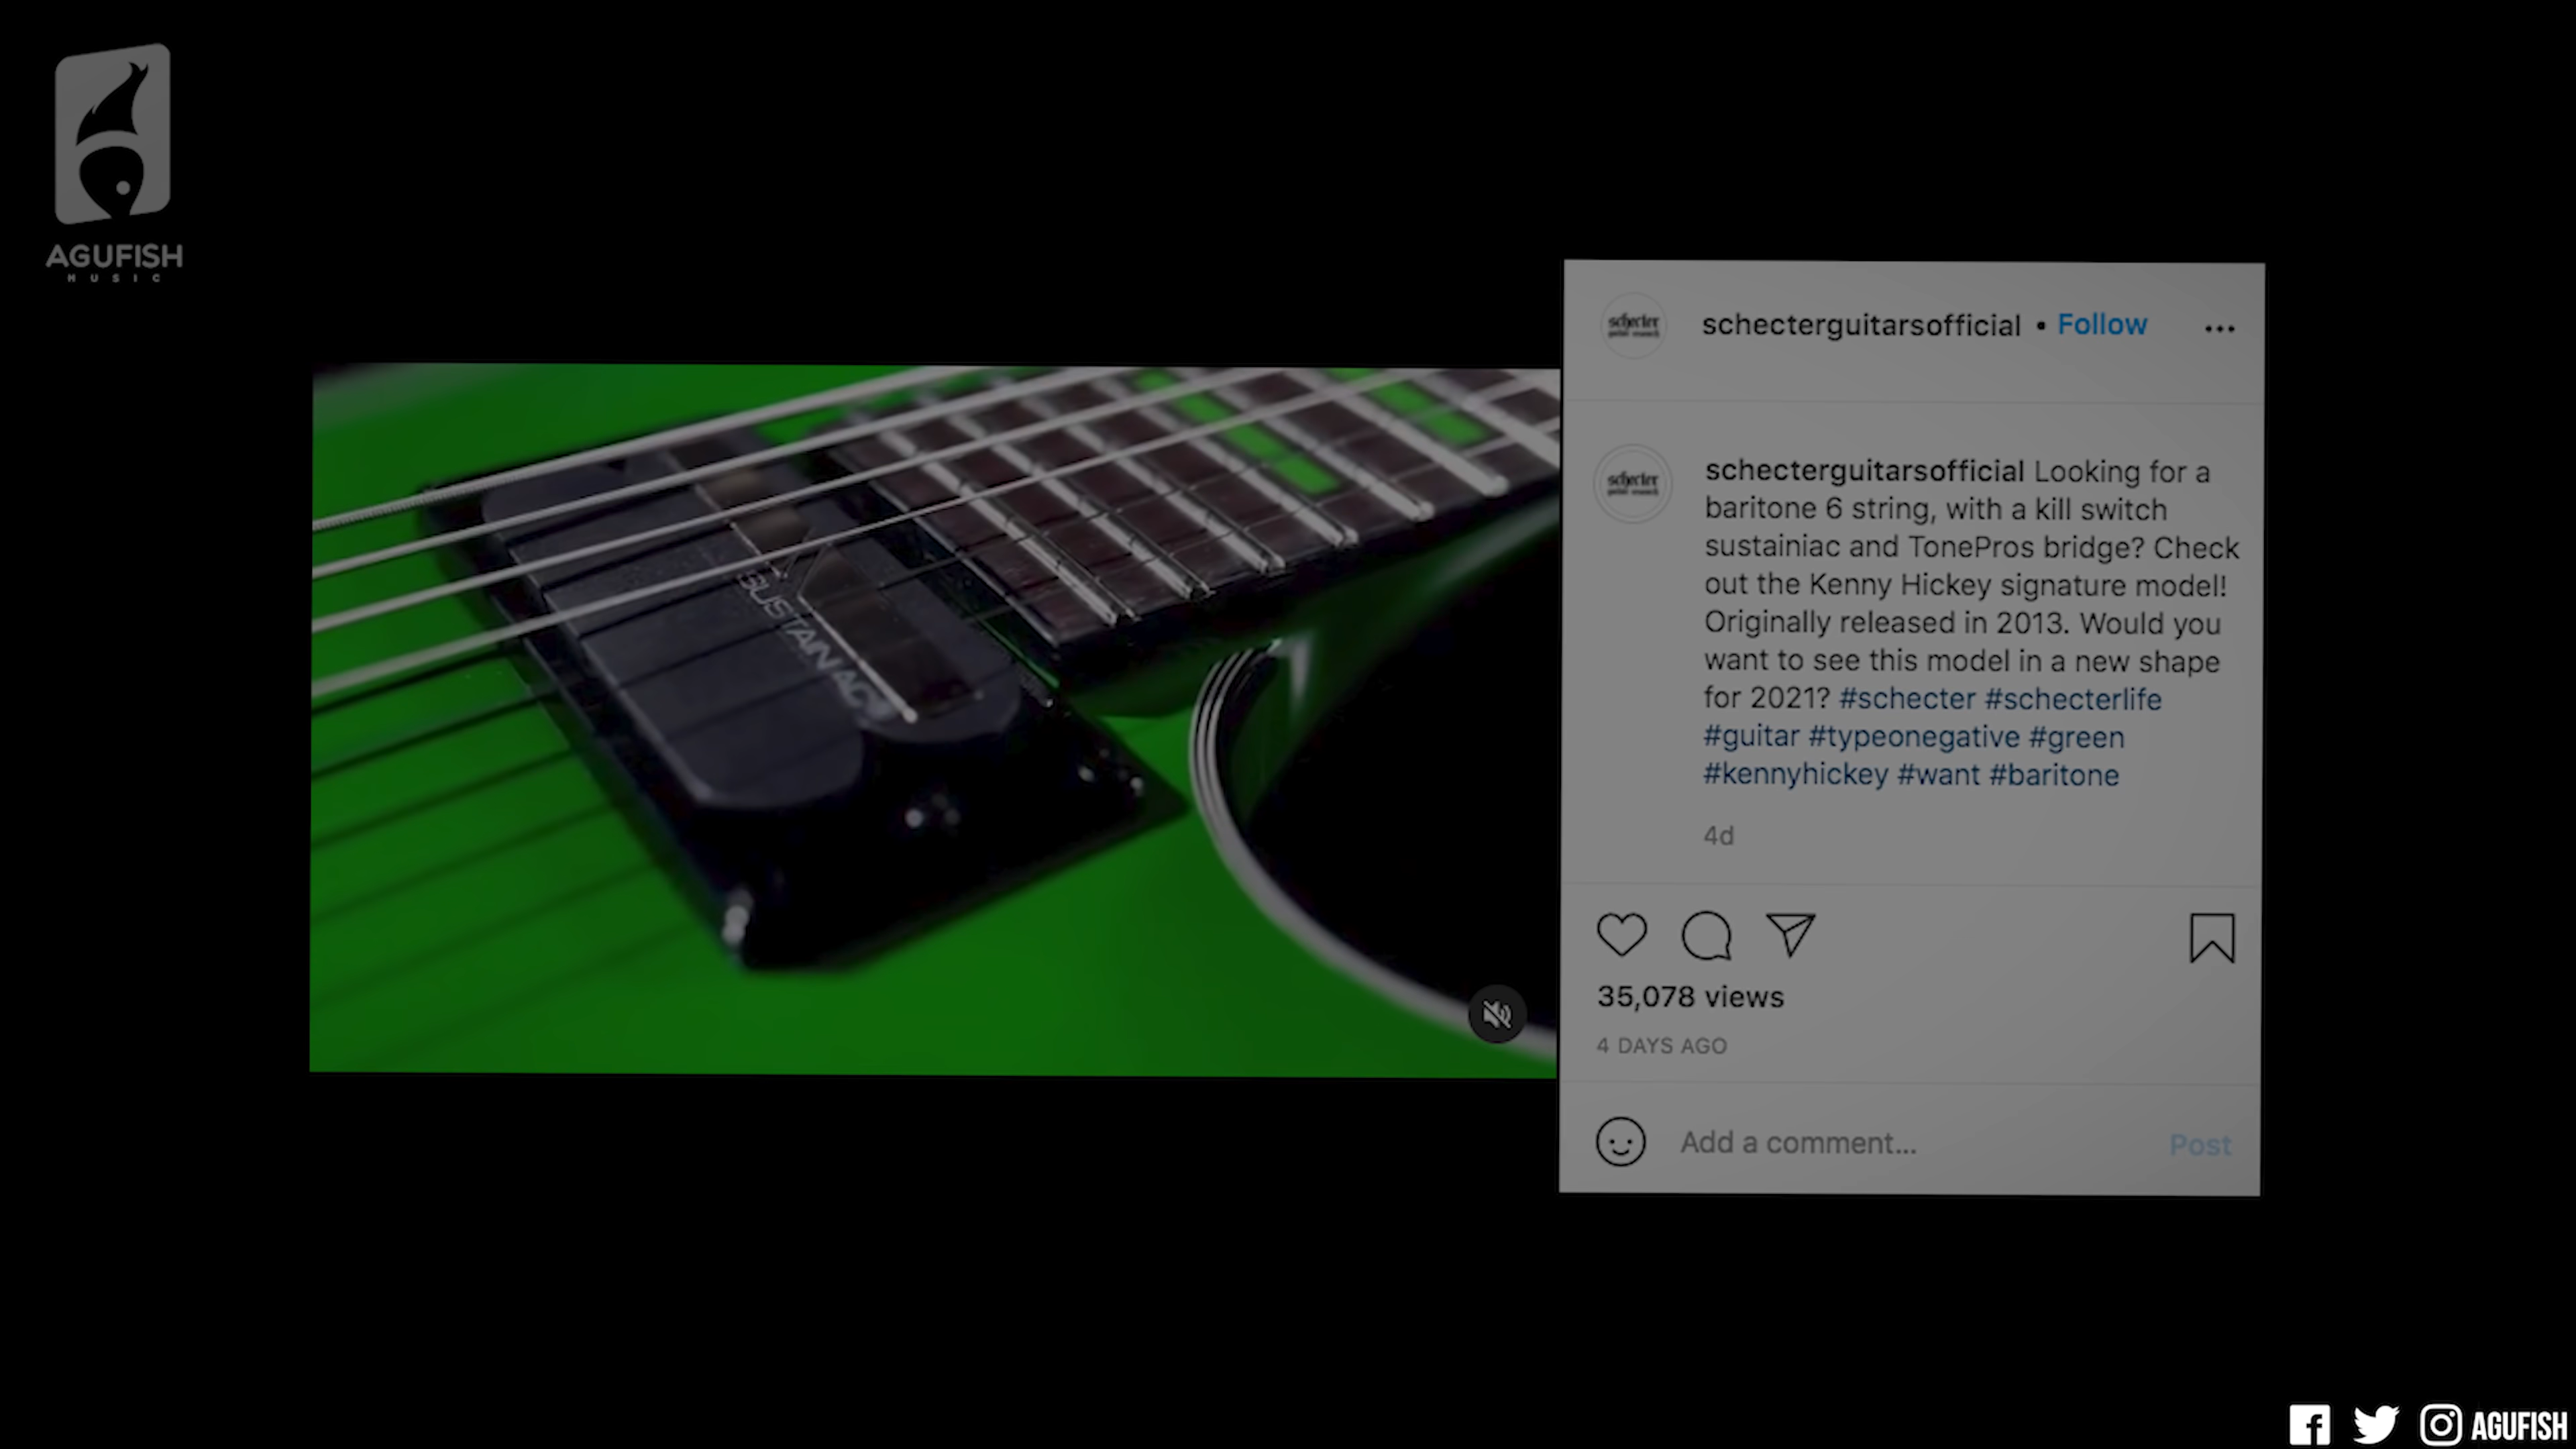 AGUFISH
MUSIC
schecter
schecterguitarsofficial • Follow
SUSTAINIAC
schecter
schecterguitarsofficial Looking for a
baritone 6 string, with a kill switch
sustainiac and TonePros bridge? Check
out the Kenny Hickey signature model!
Originally released in 2013. Would you
want to see this model in a new shape
for 2021? #schecter #schecterlife
#guitar #typeonegative #green
#kennyhickey #want #baritone
4d
35,078 views
4 DAYS AGO
Add a comment...
Post
AGUFISH